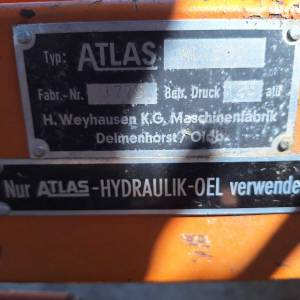 Typ: ATLAS
Fabr.-Nr. Betr. Druck atü
H. Weyhausen K.G. Maschinenfabrik
Delmenhorst/Oldb.
Nur ATLAS-HYDRAULIK-OEL verwende